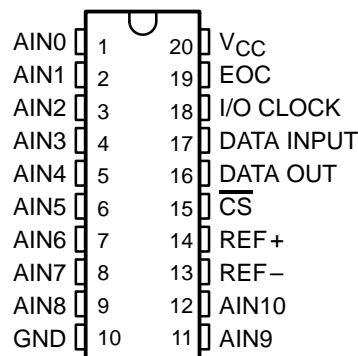 AIN0 1 20 VCC
AIN1 2 19 EOC
AIN2 3 18 I/O CLOCK
AIN3 4 17 DATA INPUT
AIN4 5 16 DATA OUT
AIN5 6 15 C̅S̅
AIN6 7 14 REF+
AIN7 8 13 REF−
AIN8 9 12 AIN10
GND 10 11 AIN9